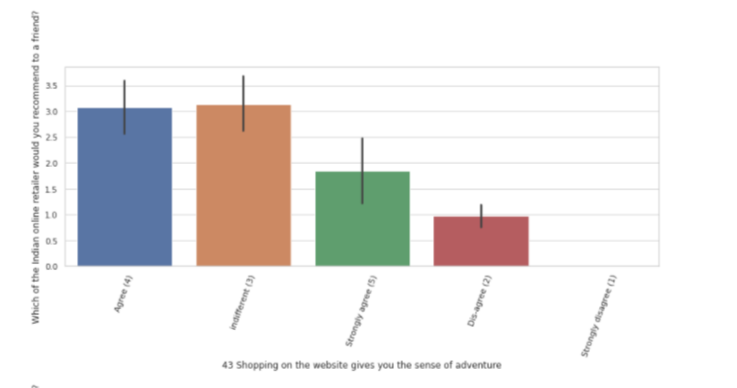 Which of the Indian online retailer would you recommend to a friend?
3.5
3.0
2.5
2.0
1.5
1.0
0.5
0.0
Agree (4)
indifferent (3)
Strongly agree (5)
Dis-agree (2)
Strongly disagree (1)
43 Shopping on the website gives you the sense of adventure
?